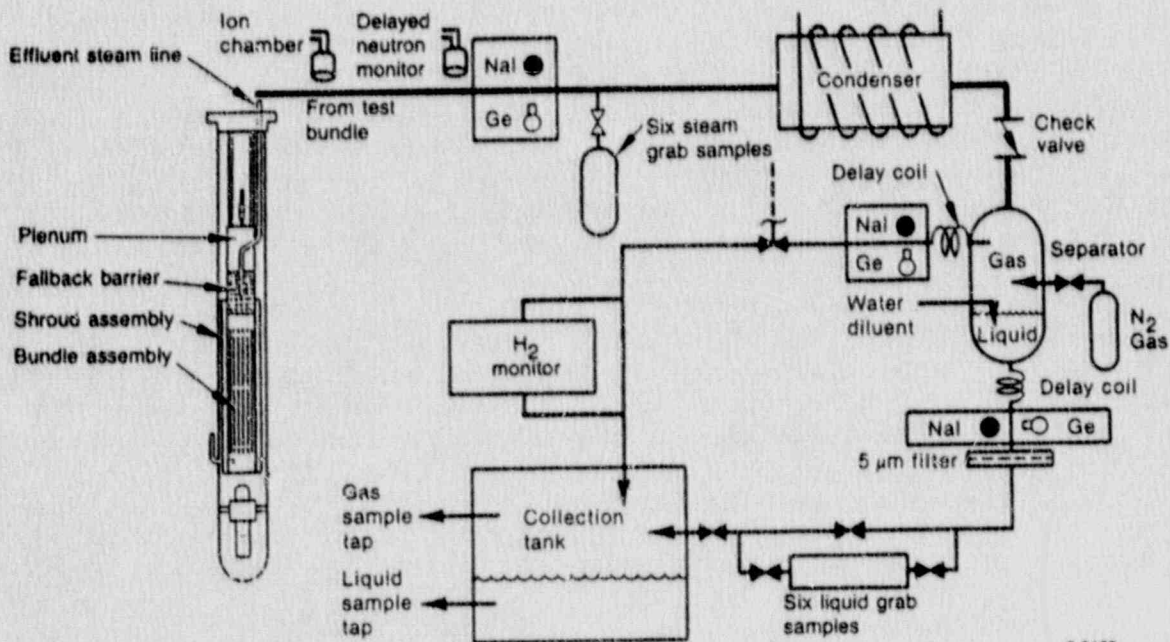 Ion
chamber
Delayed
neutron
monitor
Effluent steam line
From test
bundle
NaI
Ge
Condenser
Six steam
grab samples
Check
valve
Delay coil
Plenum
NaI
Ge
Gas
Separator
Fallback barrier
Water
diluent
Shroud assembly
Liquid
N2
Gas
Bundle assembly
H2
monitor
Delay coil
NaI
Ge
5 µm filter
Gas
sample
tap
Collection
tank
Liquid
sample
tap
Six liquid grab
samples